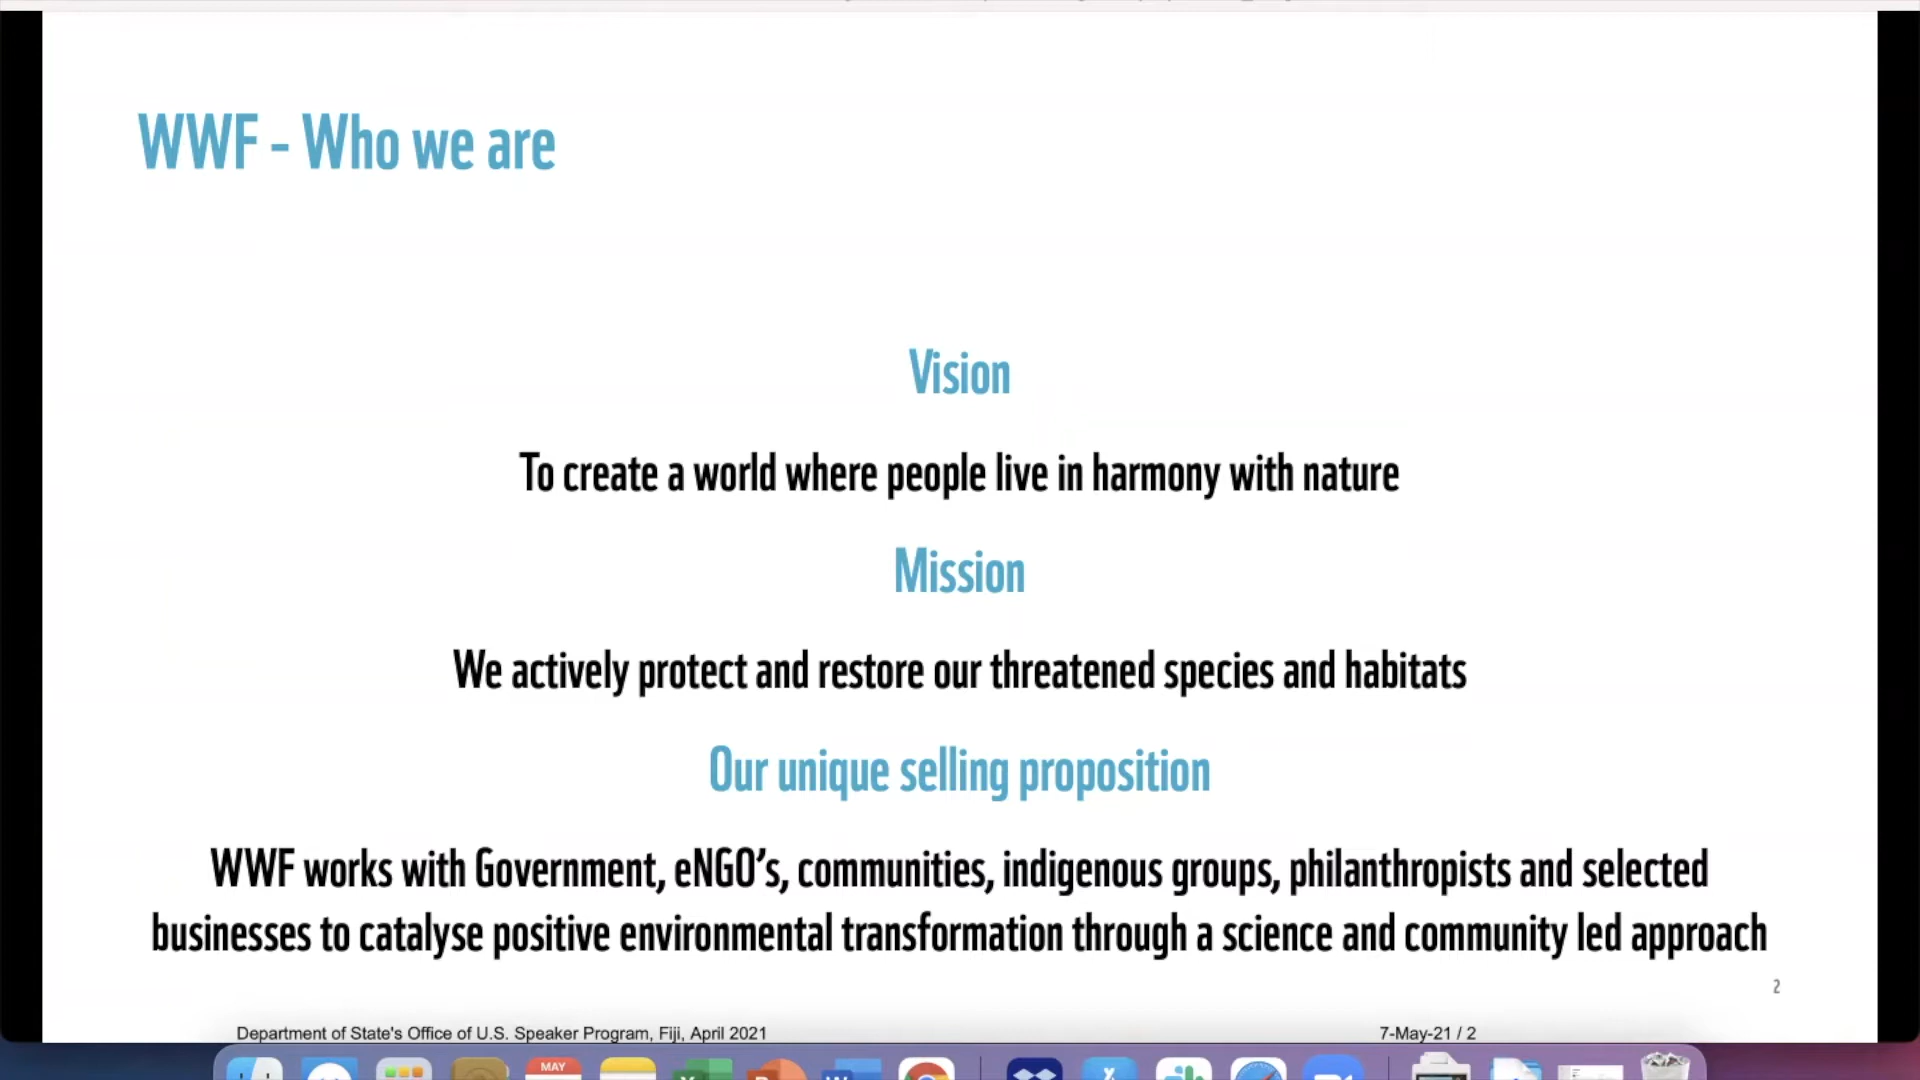 WWF - Who we are
Vision
To create a world where people live in harmony with nature
Mission
We actively protect and restore our threatened species and habitats
Our unique selling proposition
WWF works with Government, eNGO’s, communities, indigenous groups, philanthropists and selected
businesses to catalyse positive environmental transformation through a science and community led approach
2
Department of State's Office of U.S. Speaker Program, Fiji, April 2021
7-May-21 / 2
MAY